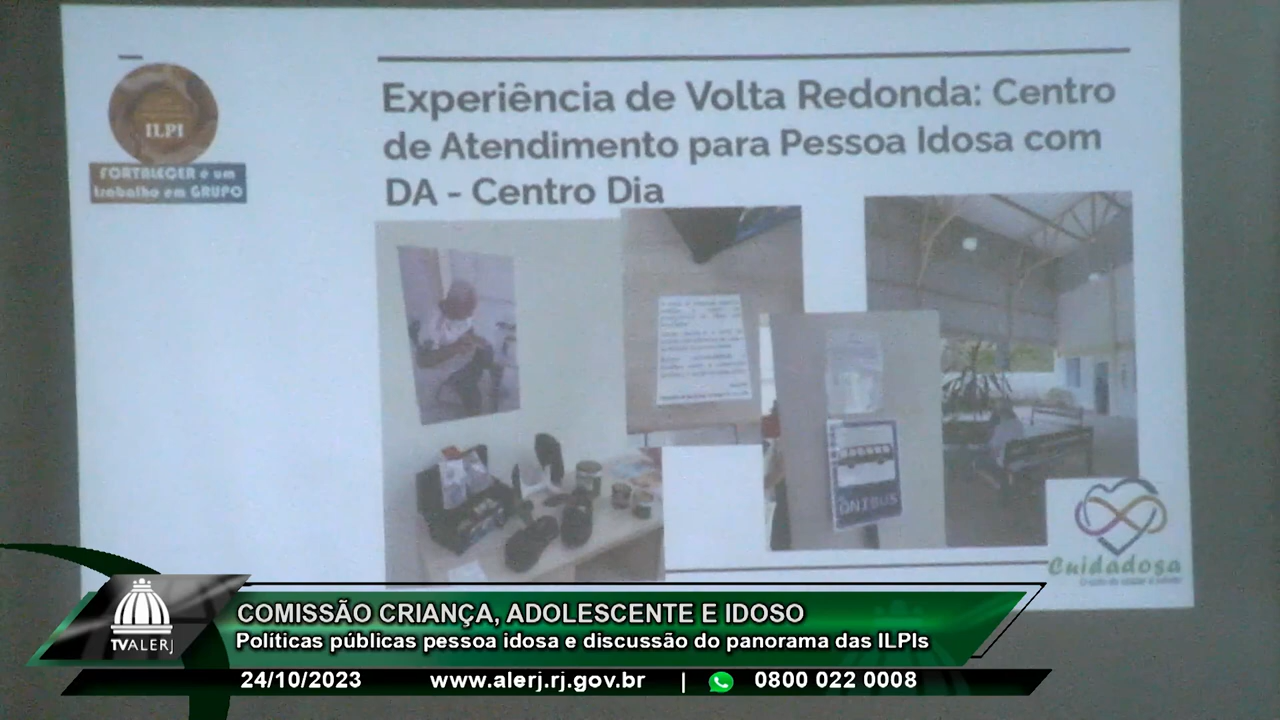 ILPI
FORTALECER é um
trabalho em GRUPO
Experiência de Volta Redonda: Centro
de Atendimento para Pessoa Idosa com
DA - Centro Dia
ÔNIBUS
Cuidadosa
TVALERJ
COMISSÃO CRIANÇA, ADOLESCENTE E IDOSO
Políticas públicas pessoa idosa e discussão do panorama das ILPIs
24/10/2023 www.alerj.rj.gov.br | 0800 022 0008